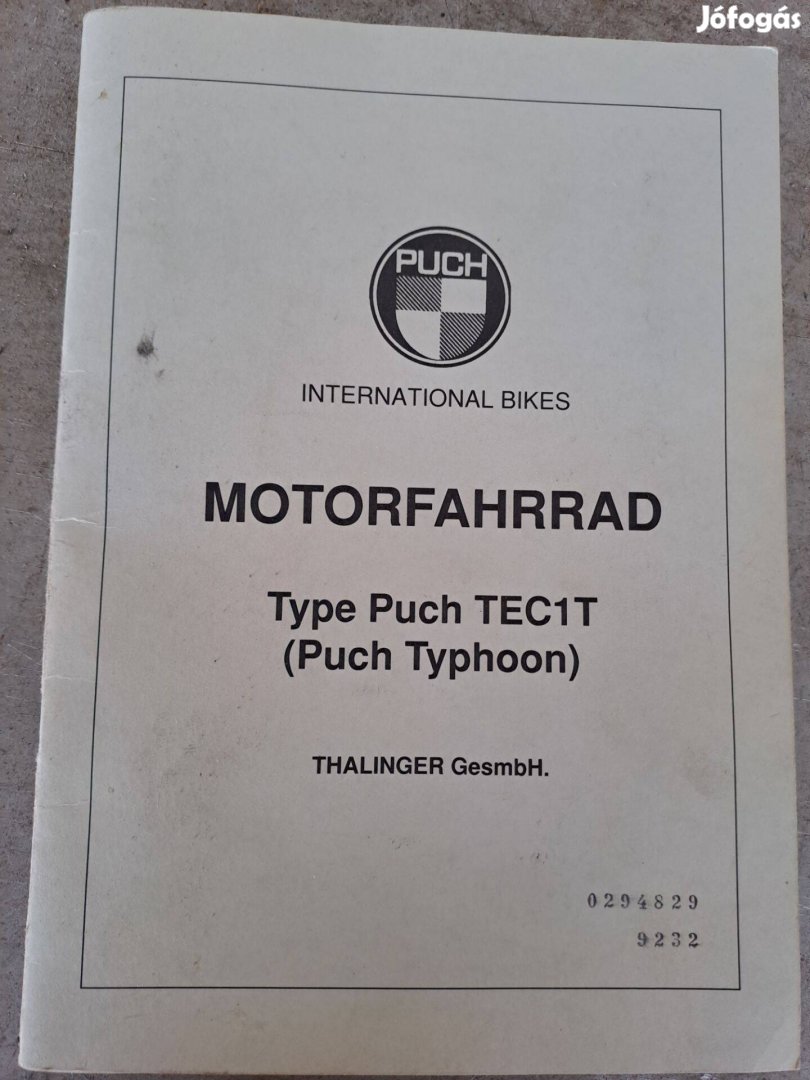 Jófogás
PUCH
INTERNATIONAL BIKES
MOTORFAHRRAD
Type Puch TEC1T
(Puch Typhoon)
THALINGER GesmbH.
0294829
9232